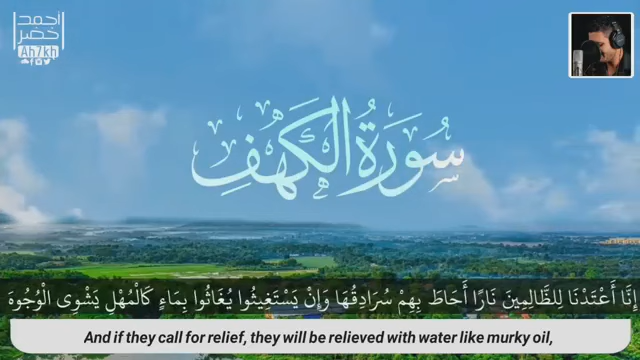 أحمد
خضر
Ah7kh
سُورَةُ الْكَهْفِ
إِنَّا أَعْتَدْنَا لِلظَّالِمِينَ نَارًا أَحَاطَ بِهِمْ سُرَادِقُهَا وَإِنْ يَسْتَغِيثُوا يُغَاثُوا بِمَاءٍ كَالْمُهْلِ يَشْوِي الْوُجُوهَ
And if they call for relief, they will be relieved with water like murky oil,